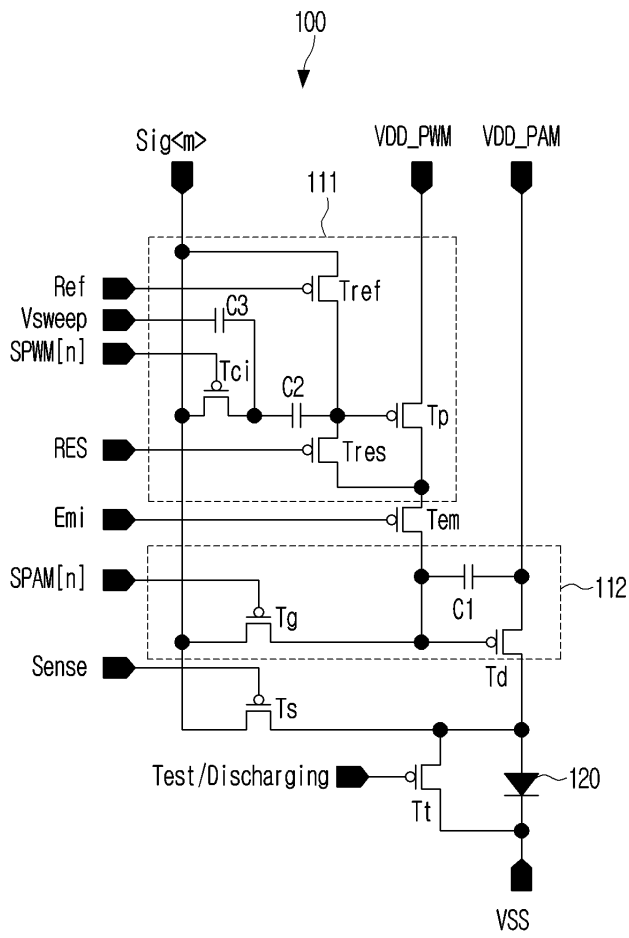 100
Sig<m>
VDD_PWM
VDD_PAM
111
Ref
Tref
Vsweep
C3
SPWM[n]
Tci
C2
Tp
RES
Tres
Emi
Tem
SPAM[n]
C1
112
Tg
Sense
Td
Ts
Test/Discharging
120
Tt
VSS